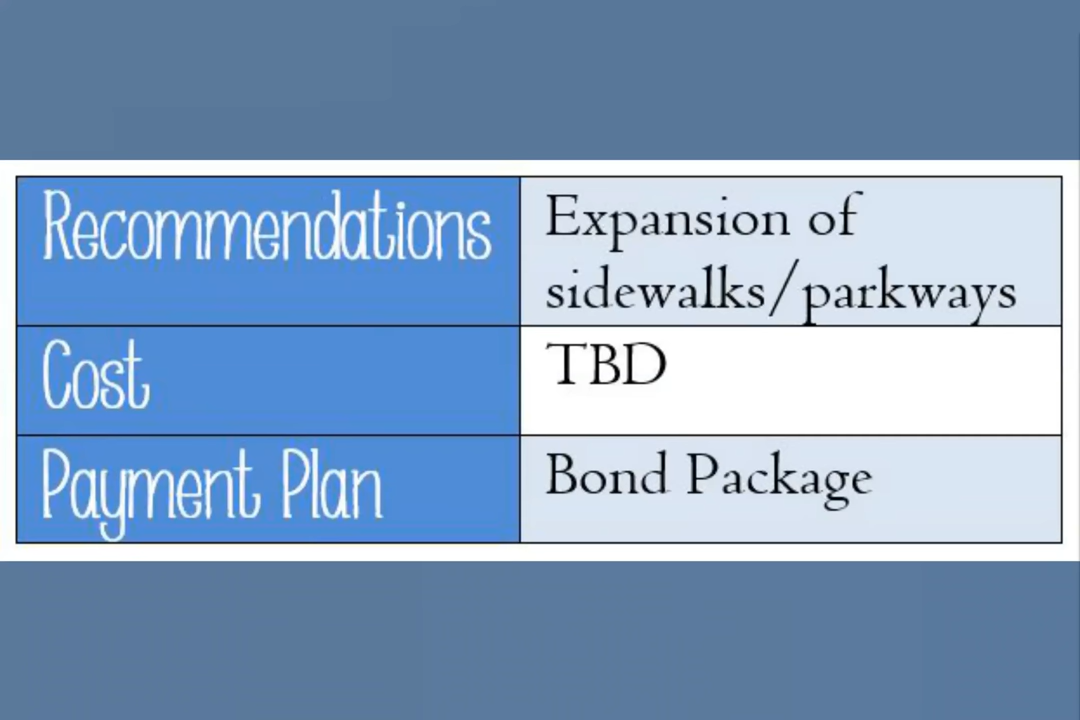 Recommendations
Expansion of
sidewalks/parkways
Cost
TBD
Payment Plan
Bond Package